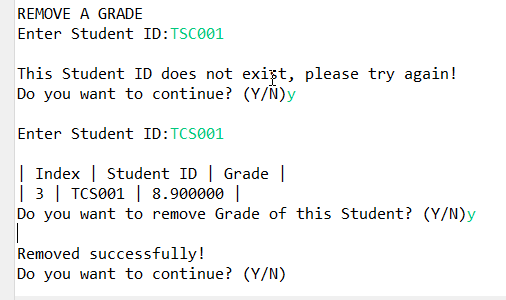 REMOVE A GRADE
Enter Student ID:TSC001
This Student ID does not exist, please try again!
Do you want to continue? (Y/N)y
Enter Student ID:TCS001
| Index | Student ID | Grade |
| 3 | TCS001 | 8.900000 |
Do you want to remove Grade of this Student? (Y/N)y
Removed successfully!
Do you want to continue? (Y/N)